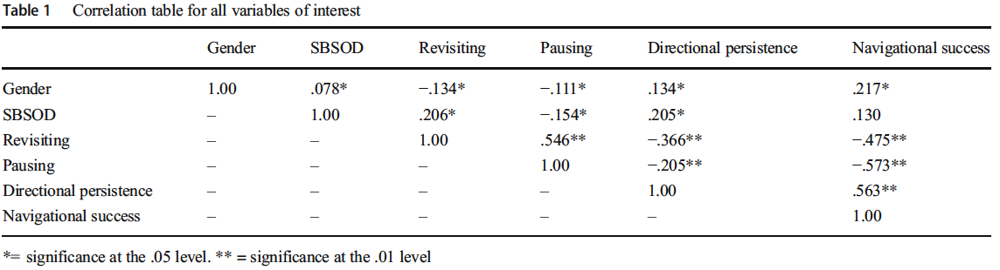 Table 1 Correlation table for all variables of interest
Gender SBSOD Revisiting Pausing Directional persistence Navigational success
Gender 1.00 .078* −.134* −.111* .134* .217*
SBSOD – 1.00 .206* −.154* .205* .130
Revisiting – – 1.00 .546** −.366** −.475**
Pausing – – – 1.00 −.205** −.573**
Directional persistence – – – – 1.00 .563**
Navigational success – – – – – 1.00
*= significance at the .05 level. ** = significance at the .01 level